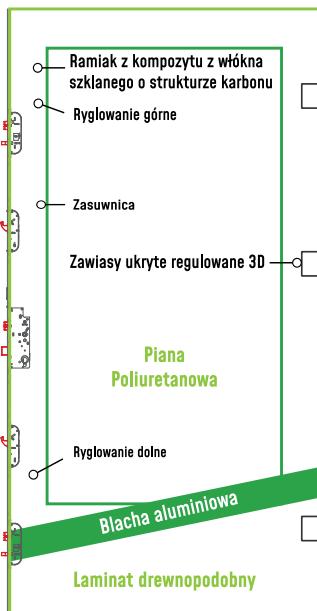 Ramiak z kompozytu z włókna
szklanego o strukturze karbonu
Ryglowanie górne
Zasuwnica
Zawiasy ukryte regulowane 3D
Piana
Poliuretanowa
Ryglowanie dolne
Blacha aluminiowa
Laminat drewnopodobny